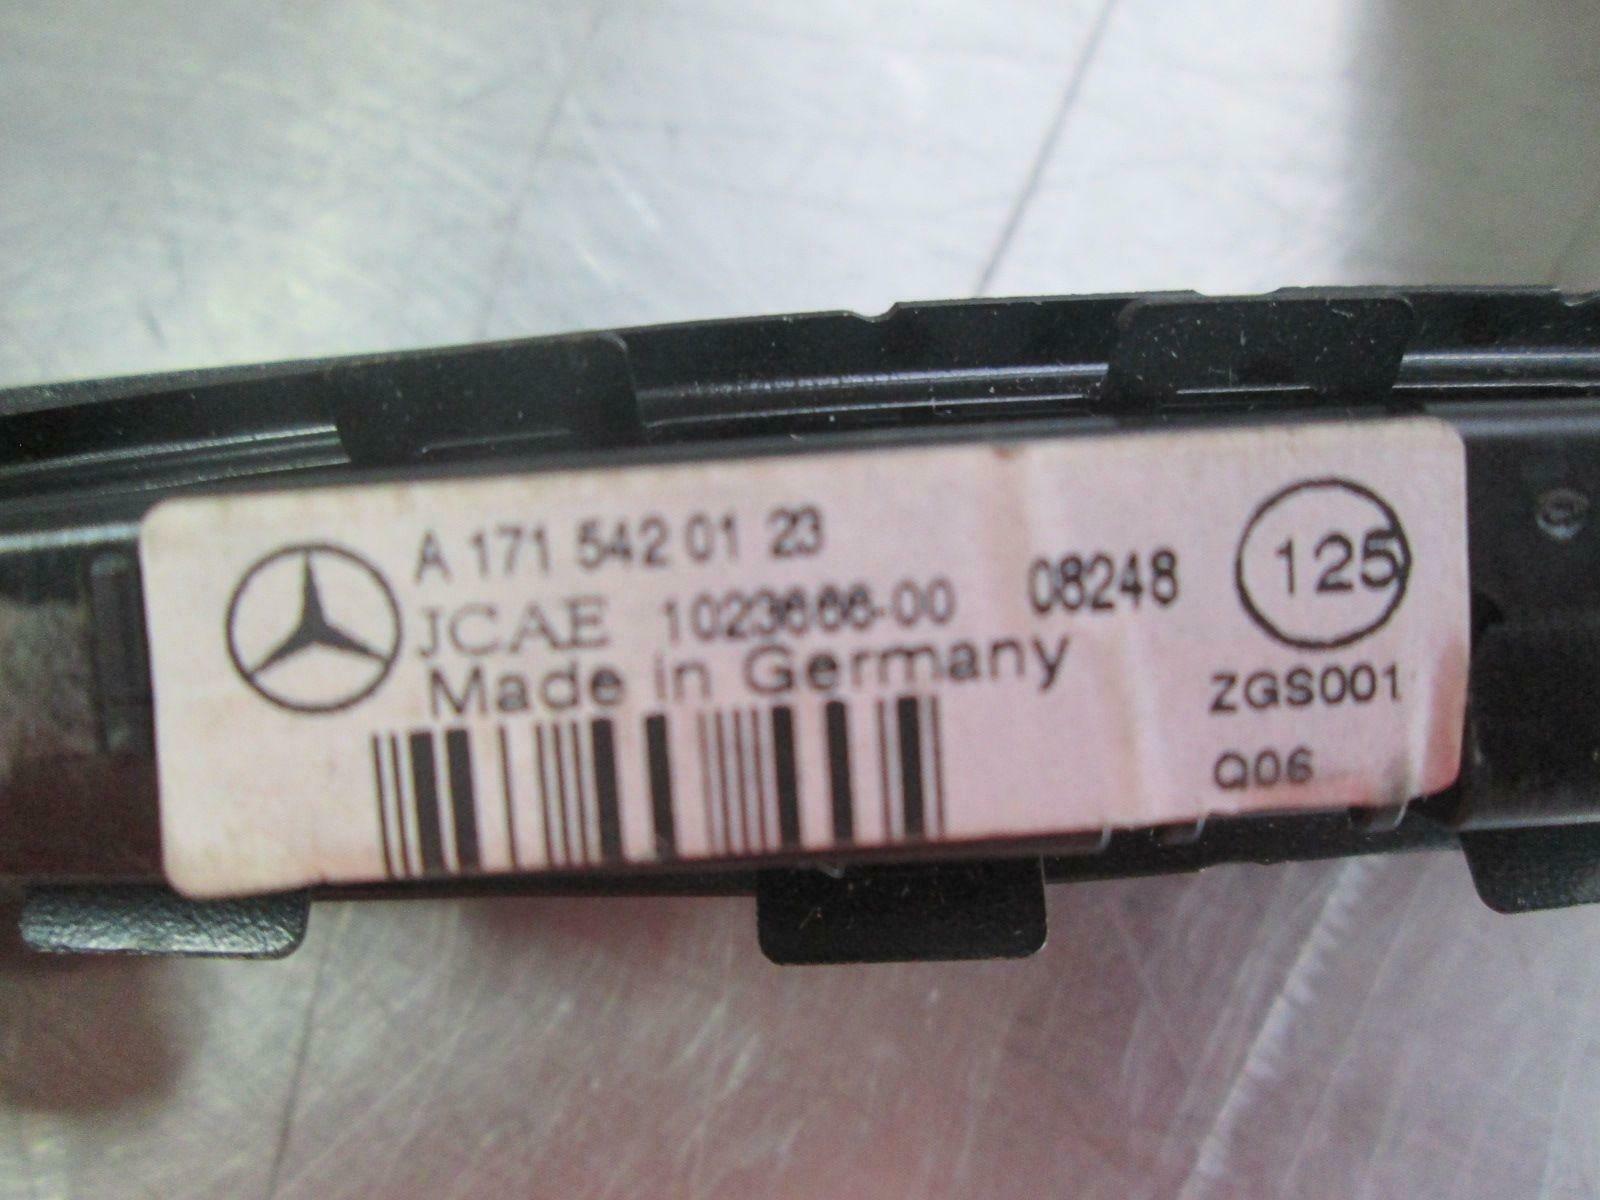 A 171 542 01 23
JCAE 1023666-00 08248
Made in Germany
125
ZGS001
Q06